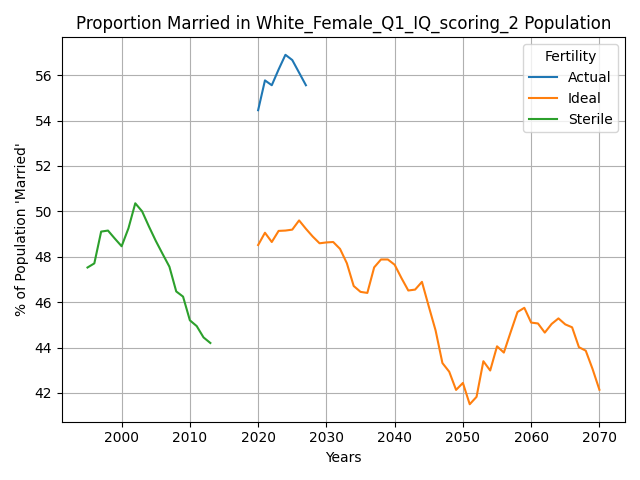 Proportion Married in White_Female_Q1_IQ_scoring_2 Population
% of Population 'Married'
56
54
52
50
48
46
44
42
Fertility
Actual
Ideal
Sterile
2000 2010 2020 2030 2040 2050 2060 2070
Years